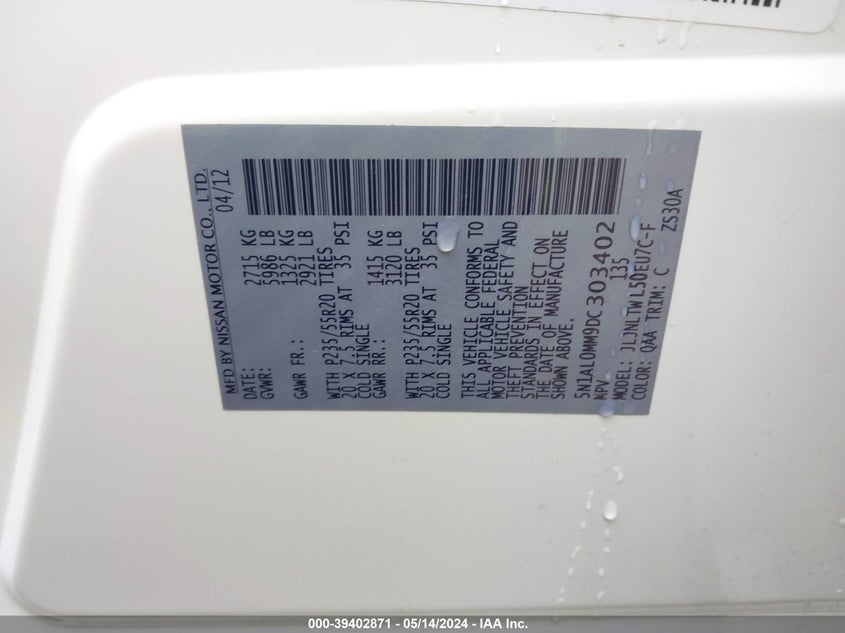 MFD BY NISSAN MOTOR CO., LTD.
DATE: 04/12
GVWR: 2715 KG
5986 LB
GAWR FR.: 1325 KG
2921 LB
WITH P235/55R20 TIRES
20 X 7.5 RIMS AT 35 PSI
COLD SINGLE
GAWR RR.: 1415 KG
3120 LB
WITH P235/55R20 TIRES
20 X 7.5 RIMS AT 35 PSI
COLD SINGLE
THIS VEHICLE CONFORMS TO
ALL APPLICABLE FEDERAL
MOTOR VEHICLE SAFETY AND
THEFT PREVENTION
STANDARDS IN EFFECT ON
THE DATE OF MANUFACTURE
SHOWN ABOVE.
5N1AL0MM9DC303402
MPV 135
MODEL: JLJNLTWL50EU7C-F
COLOR: QAA TRIM: C ZS30A
000-39402871 - 05/14/2024 - IAA Inc.